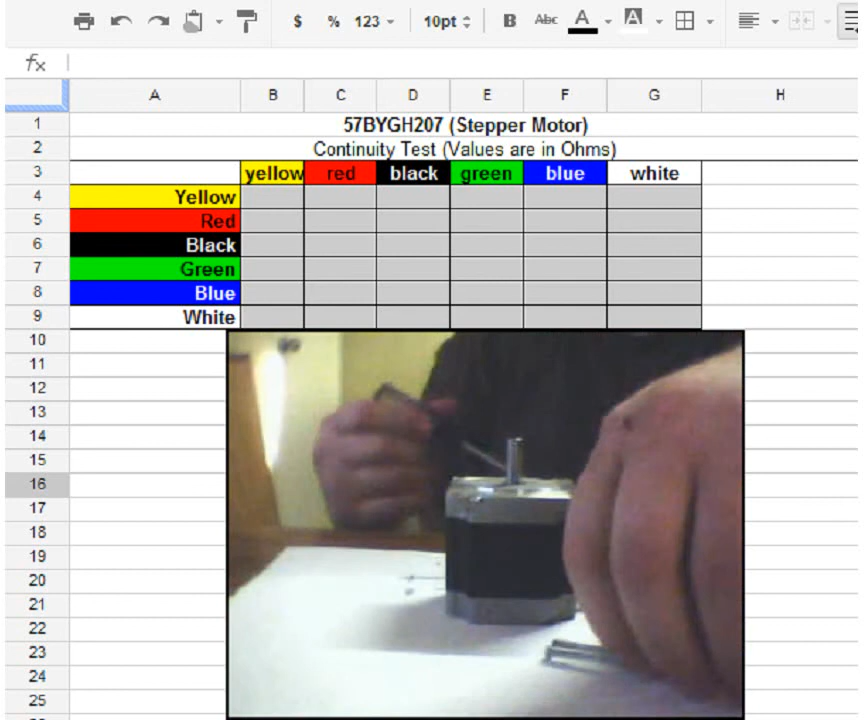 $ % 123 10pt B Abc A A
fx
A B C D E F G H
1 57BYGH207 (Stepper Motor)
2 Continuity Test (Values are in Ohms)
3 yellow red black green blue white
4 Yellow
5 Red
6 Black
7 Green
8 Blue
9 White
10
11
12
13
14
15
16
17
18
19
20
21
22
23
24
25